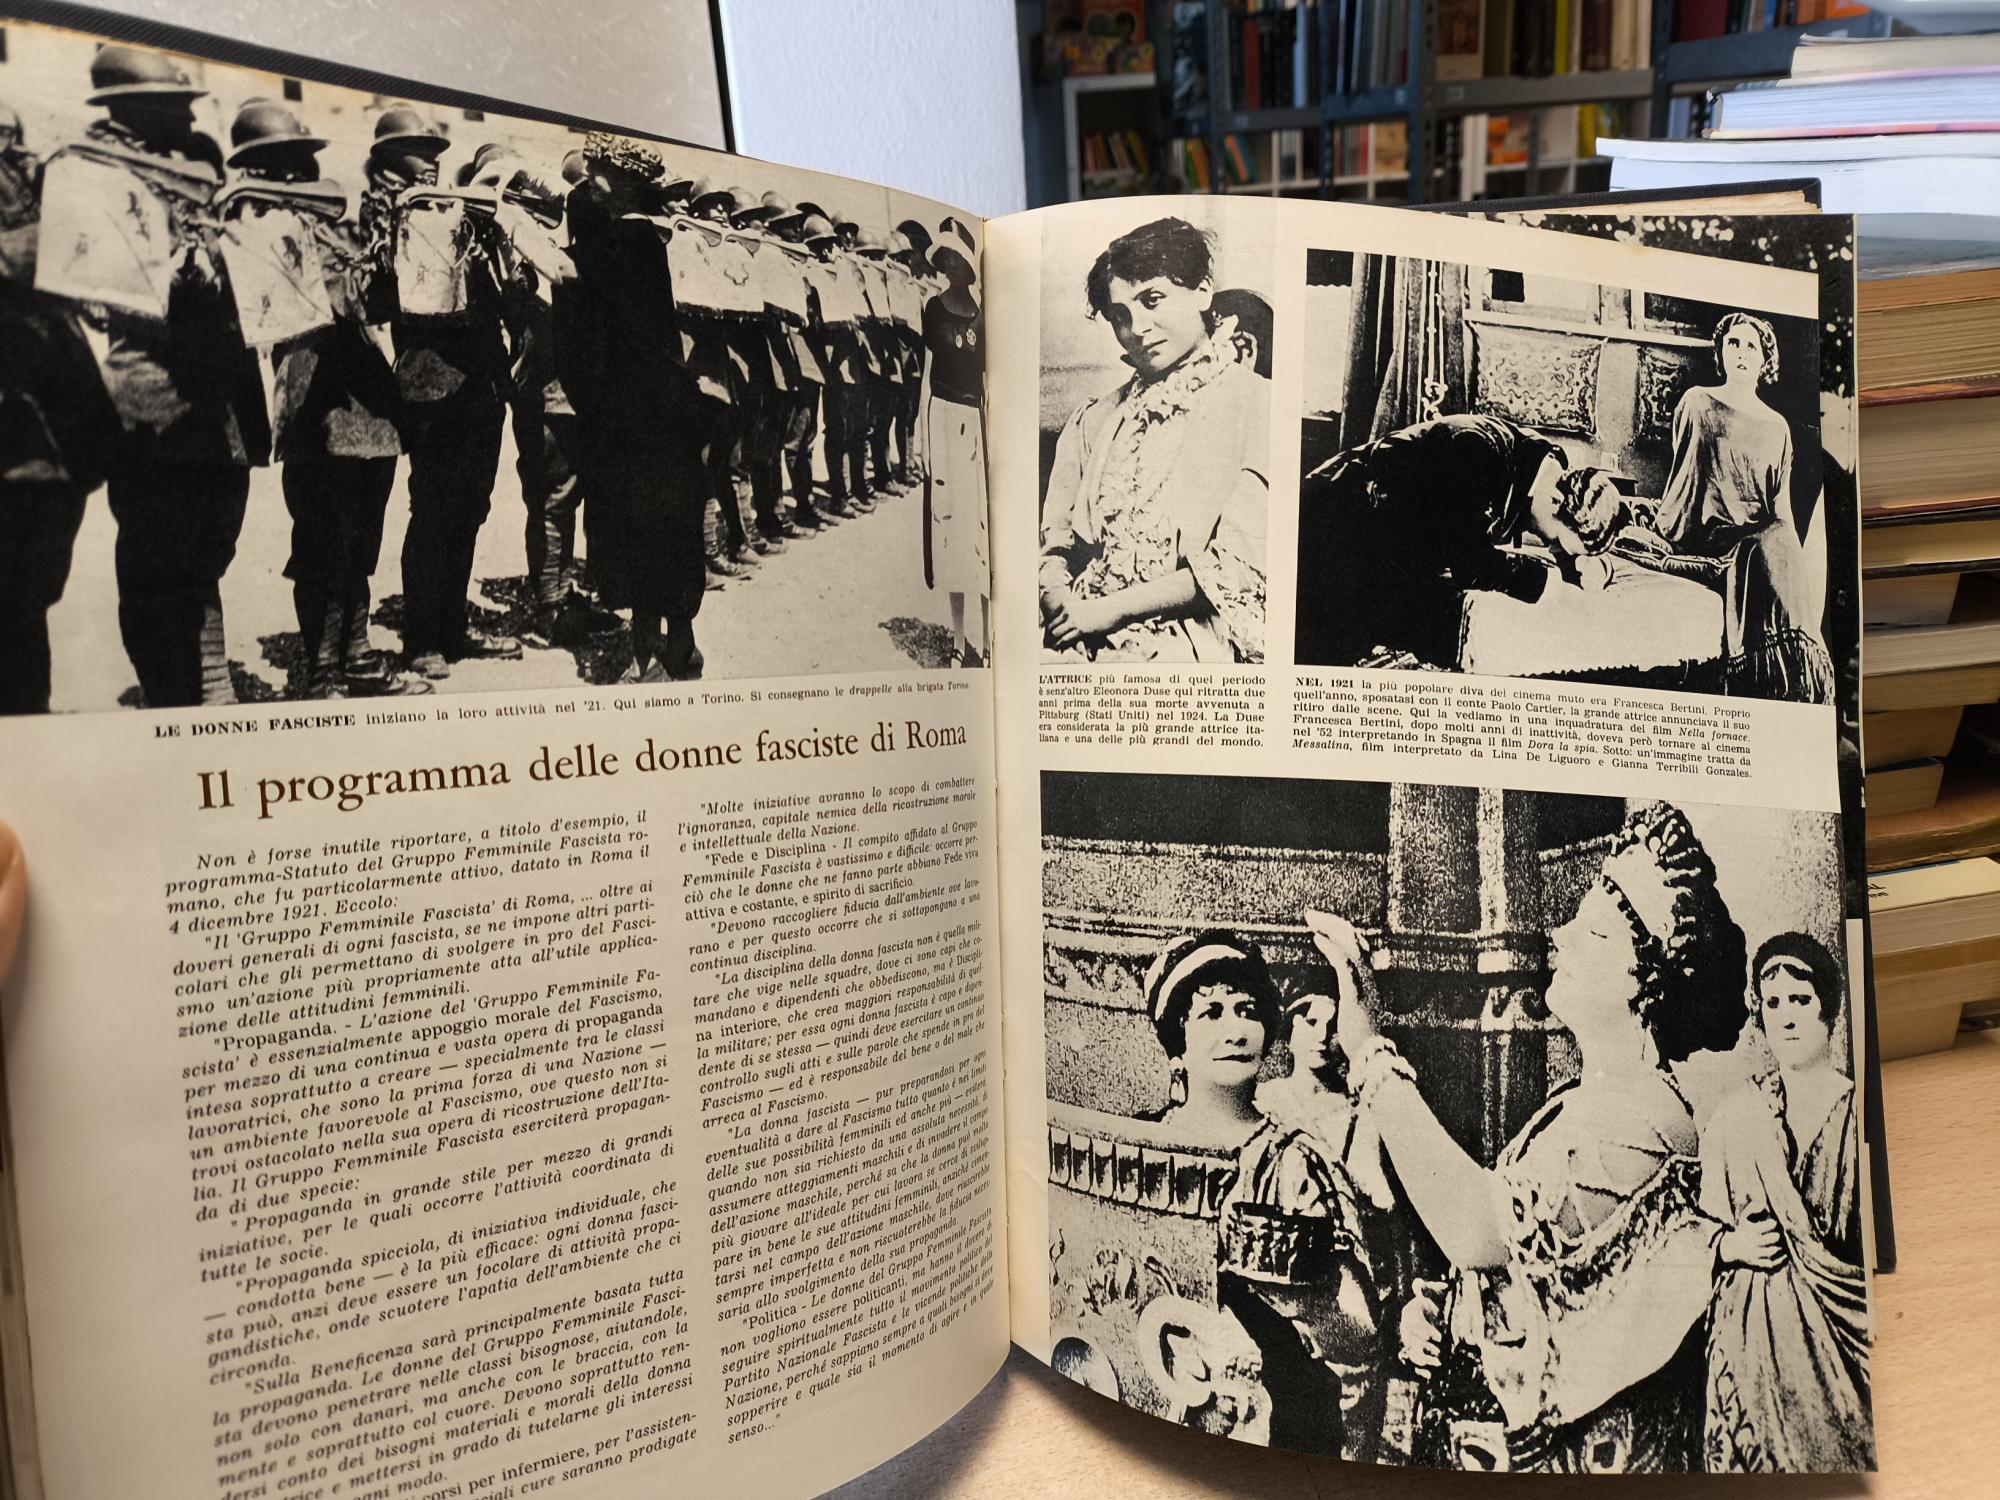 LE DONNE FASCISTE iniziano la loro attività nel '21. Qui siamo a Torino. Si consegnano le drappelle alla brigata Torino.
Il programma delle donne fasciste di Roma
Non è forse inutile riportare, a titolo d'esempio, il
programma-Statuto del Gruppo Femminile Fascista ro-
mano, che fu particolarmente attivo, datato in Roma il
4 dicembre 1921. Eccolo:
"Il 'Gruppo Femminile Fascista' di Roma, ... oltre ai
doveri generali di ogni fascista, se ne impone altri parti-
colari che gli permettano di svolgere in pro del Fasci-
smo un'azione più propriamente atta all'utile applica-
zione delle attitudini femminili.
"Propaganda. - L'azione del 'Gruppo Femminile Fa-
scista' è essenzialmente appoggio morale del Fascismo,
per mezzo di una continua e vasta opera di propaganda
intesa soprattutto a creare — specialmente tra le classi
lavoratrici, che sono la prima forza di una Nazione —
un ambiente favorevole al Fascismo, ove questo non si
trovi ostacolato nella sua opera di ricostruzione dell'Ita-
lia. Il Gruppo Femminile Fascista eserciterà propagan-
da di due specie:
"Propaganda in grande stile per mezzo di grandi
iniziative, per le quali occorre l'attività coordinata di
tutte le socie.
"Propaganda spicciola, di iniziativa individuale, che
— condotta bene — è la più efficace: ogni donna fasci-
sta può, anzi deve essere un focolare di attività propa-
gandistiche, onde scuotere l'apatia dell'ambiente che ci
circonda.
"Sulla Beneficenza sarà principalmente basata tutta
la propaganda. Le donne del Gruppo Femminile Fasci-
sta devono penetrare nelle classi bisognose, aiutandole,
non solo con danari, ma anche con le braccia, con la
mente e soprattutto col cuore. Devono soprattutto ren-
dersi conto dei bisogni materiali e morali della donna
e mettersi in grado di tutelarne gli interessi
modo.
corsi per infermiere, per l'assisten-
cure saranno prodigate
"Molte iniziative avranno lo scopo di combattere
l'ignoranza, capitale nemica della ricostruzione morale
e intellettuale della Nazione.
"Fede e Disciplina - Il compito affidato al Gruppo
Femminile Fascista è vastissimo e difficile: occorre per-
ciò che le donne che ne fanno parte abbiano Fede viva
attiva e costante, e spirito di sacrificio.
"Devono raccogliere fiducia dall'ambiente ove lavo-
rano e per questo occorre che si sottopongano a una
continua disciplina.
"La disciplina della donna fascista non è quella mili-
tare che vige nelle squadre, dove ci sono capi che co-
mandano e dipendenti che obbediscono, ma è Discipli-
na interiore, che crea maggiori responsabilità di quel-
la militare; per essa ogni donna fascista è capo e dipen-
dente di se stessa — quindi deve esercitare un continuo
controllo sugli atti e sulle parole che spende in pro del
Fascismo — ed è responsabile del bene o del male che
arreca al Fascismo.
"La donna fascista — pur preparandosi per ogni
eventualità a dare al Fascismo tutto quanto è nei limiti
delle sue possibilità femminili ed anche più — eviterà,
quando non sia richiesto da una assoluta necessità, di
assumere atteggiamenti maschili e di invadere il campo
dell'azione maschile, perché sa che la donna può molto
più giovare all'ideale per cui lavora se cerca di svilup-
pare in bene le sue attitudini femminili, anziché cimen-
tarsi nel campo dell'azione maschile, dove riuscirebbe
sempre imperfetta e non riscuoterebbe la fiducia neces-
saria allo svolgimento della sua propaganda.
"Politica - Le donne del Gruppo Femminile Fascista
non vogliono essere politicanti, ma hanno il dovere di
seguire spiritualmente tutto il movimento politico del
Partito Nazionale Fascista e le vicende politiche della
Nazione, perché sappiano sempre a quali bisogni si deve
sopperire e quale sia il momento di agire e in quale
senso..."
L'ATTRICE più famosa di quel periodo
è senz'altro Eleonora Duse qui ritratta due
anni prima della sua morte avvenuta a
Pittsburg (Stati Uniti) nel 1924. La Duse
era considerata la più grande attrice ita-
liana e una delle più grandi del mondo.
NEL 1921 la più popolare diva del cinema muto era Francesca Bertini. Proprio
quell'anno, sposatasi con il conte Paolo Cartier, la grande attrice annunciava il suo
ritiro dalle scene. Qui la vediamo in una inquadratura del film Nella fornace.
Francesca Bertini, dopo molti anni di inattività, doveva però tornare al cinema
nel '52 interpretando in Spagna il film Dora la spia. Sotto: un'immagine tratta da
Messalina, film interpretato da Lina De Liguoro e Gianna Terribili Gonzales.